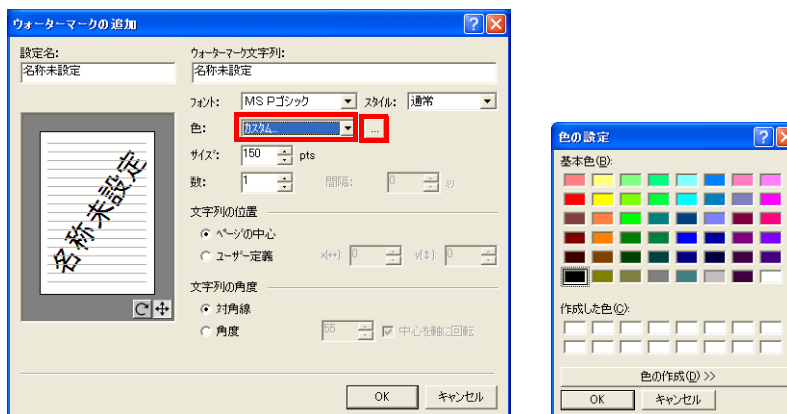 ウォーターマークの追加
設定名:
名称未設定
ウォーターマーク文字列:
名称未設定
フォント: MS Pゴシック スタイル: 通常
色: カスタム... ...
サイズ: 150 pts
数: 1 間隔: 0 ミリ
文字列の位置
ページの中心
ユーザー定義 x(↔): 0 y(↕): 0
文字列の角度
対角線
角度 55 中心を軸に回転
名称未設定
OK キャンセル
色の設定
基本色(B):
作成した色(C):
色の作成(D) >>
OK キャンセル